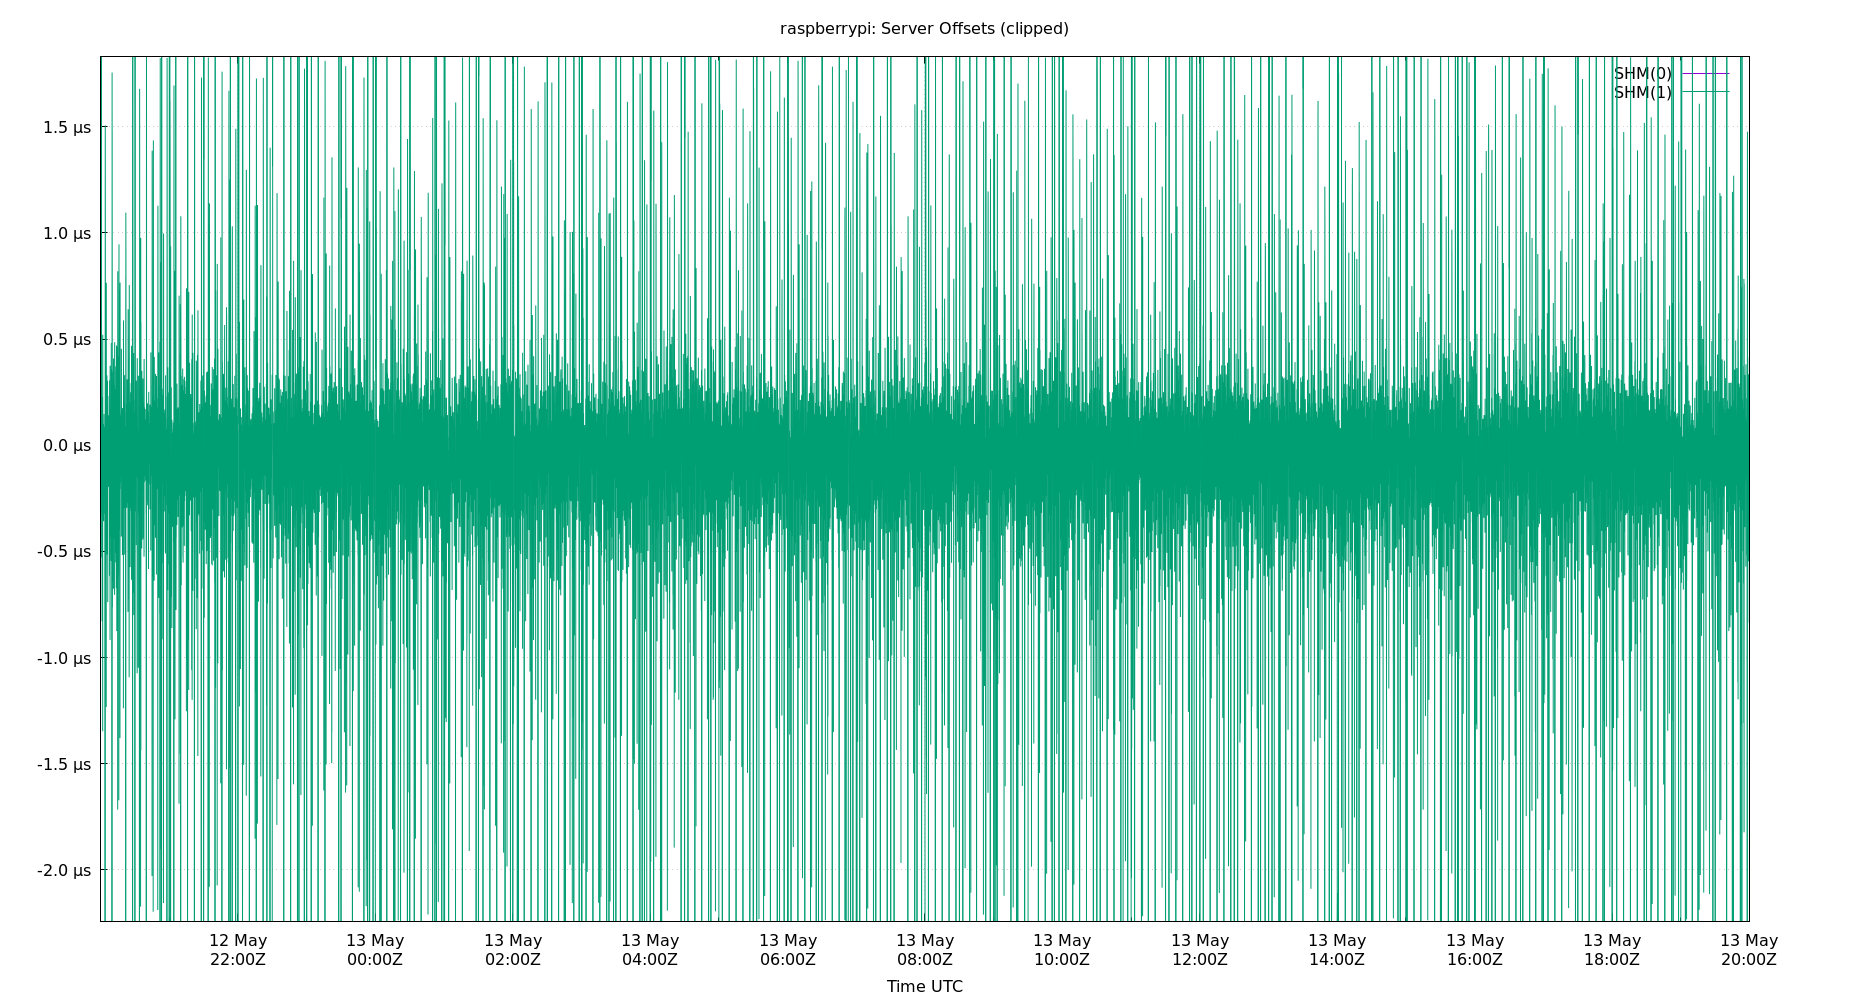 raspberrypi: Server Offsets (clipped)
SHM(0)
SHM(1)
1.5 µs
1.0 µs
0.5 µs
0.0 µs
-0.5 µs
-1.0 µs
-1.5 µs
-2.0 µs
12 May 13 May 13 May 13 May 13 May 13 May 13 May 13 May 13 May 13 May 13 May 13 May
22:00Z 00:00Z 02:00Z 04:00Z 06:00Z 08:00Z 10:00Z 12:00Z 14:00Z 16:00Z 18:00Z 20:00Z
Time UTC